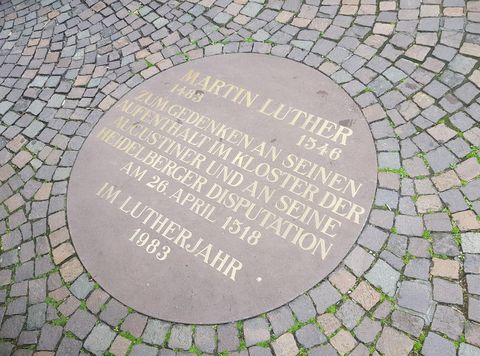 MARTIN LUTHER
1483 1546
ZUM GEDENKEN AN SEINEN
AUFENTHALT IM KLOSTER DER
AUGUSTINER UND AN SEINE
HEIDELBERGER DISPUTATION
AM 26. APRIL 1518
IM LUTHERJAHR
1983